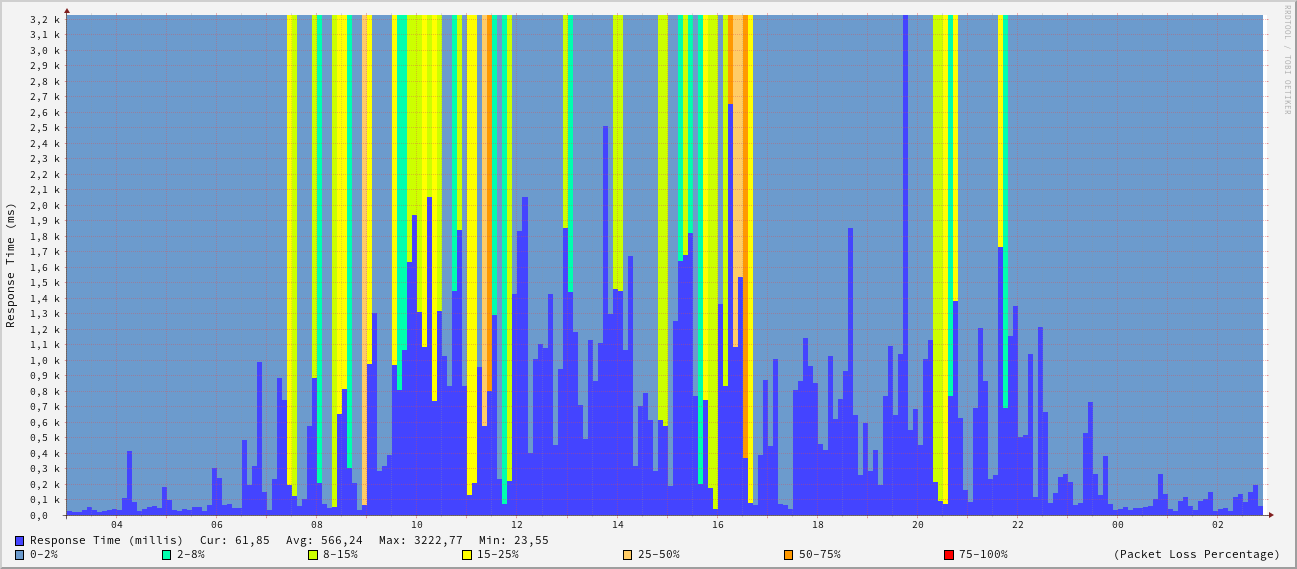 3,2 k
3,1 k
3,0 k
2,9 k
2,8 k
2,7 k
2,6 k
2,5 k
2,4 k
2,3 k
2,2 k
2,1 k
2,0 k
1,9 k
1,8 k
1,7 k
1,6 k
1,5 k
1,4 k
1,3 k
1,2 k
1,1 k
1,0 k
0,9 k
0,8 k
0,7 k
0,6 k
0,5 k
0,4 k
0,3 k
0,2 k
0,1 k
0,0
Response Time (ms)
RRDTOOL / TOBI OETIKER
04 06 08 10 12 14 16 18 20 22 00 02
Response Time (millis) Cur: 61,85 Avg: 566,24 Max: 3222,77 Min: 23,55
0-2% 2-8% 8-15% 15-25% 25-50% 50-75% 75-100% (Packet Loss Percentage)